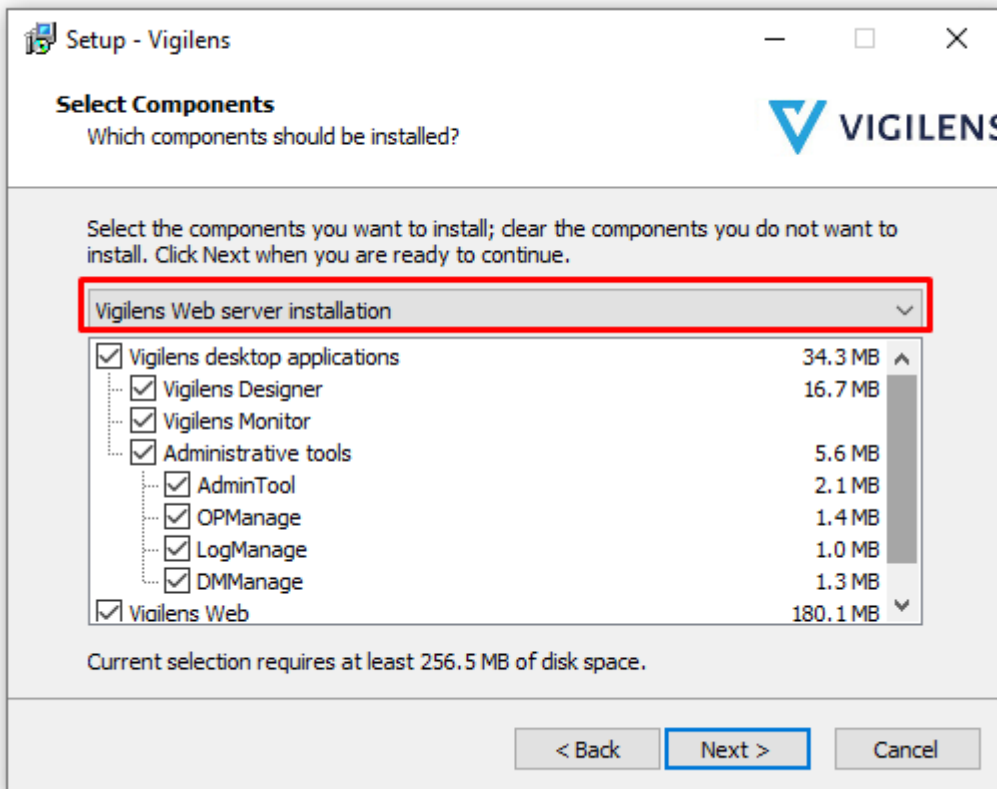 Setup - Vigilens
Select Components
Which components should be installed?
VIGILENS
Select the components you want to install; clear the components you do not want to
install. Click Next when you are ready to continue.
Vigilens Web server installation
Vigilens desktop applications 34.3 MB
Vigilens Designer 16.7 MB
Vigilens Monitor
Administrative tools 5.6 MB
AdminTool 2.1 MB
OPManage 1.4 MB
LogManage 1.0 MB
DMManage 1.3 MB
Vigilens Web 180.1 MB
Current selection requires at least 256.5 MB of disk space.
< Back Next > Cancel